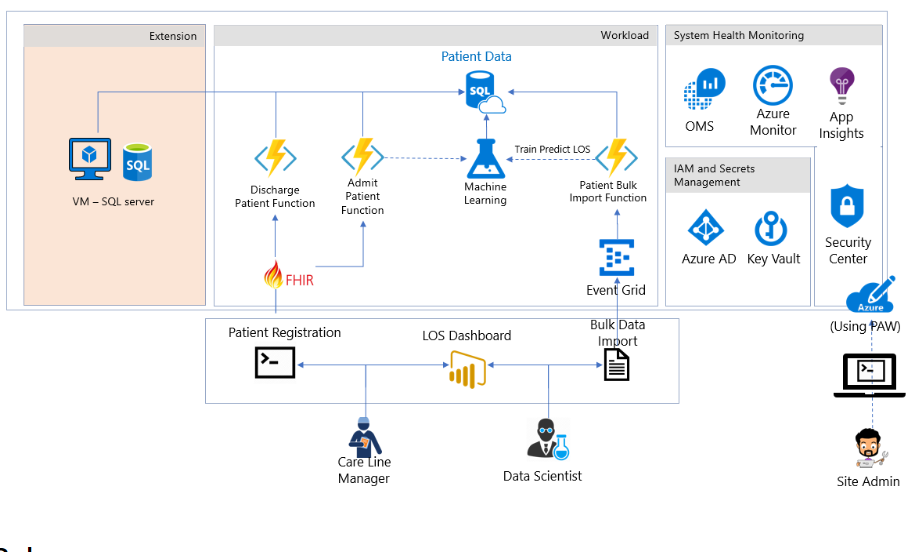 Extension
Workload
System Health Monitoring
Patient Data
SQL
OMS
Azure
Monitor
App
Insights
SQL
VM – SQL server
Discharge
Patient Function
Admit
Patient
Function
Machine
Learning
Train Predict LOS
Patient Bulk
Import Function
IAM and Secrets
Management
Azure AD
Key Vault
Security
Center
FHIR
Event Grid
Azure
(Using PAW)
Patient Registration
LOS Dashboard
Bulk Data
Import
Care Line
Manager
Data Scientist
Site Admin